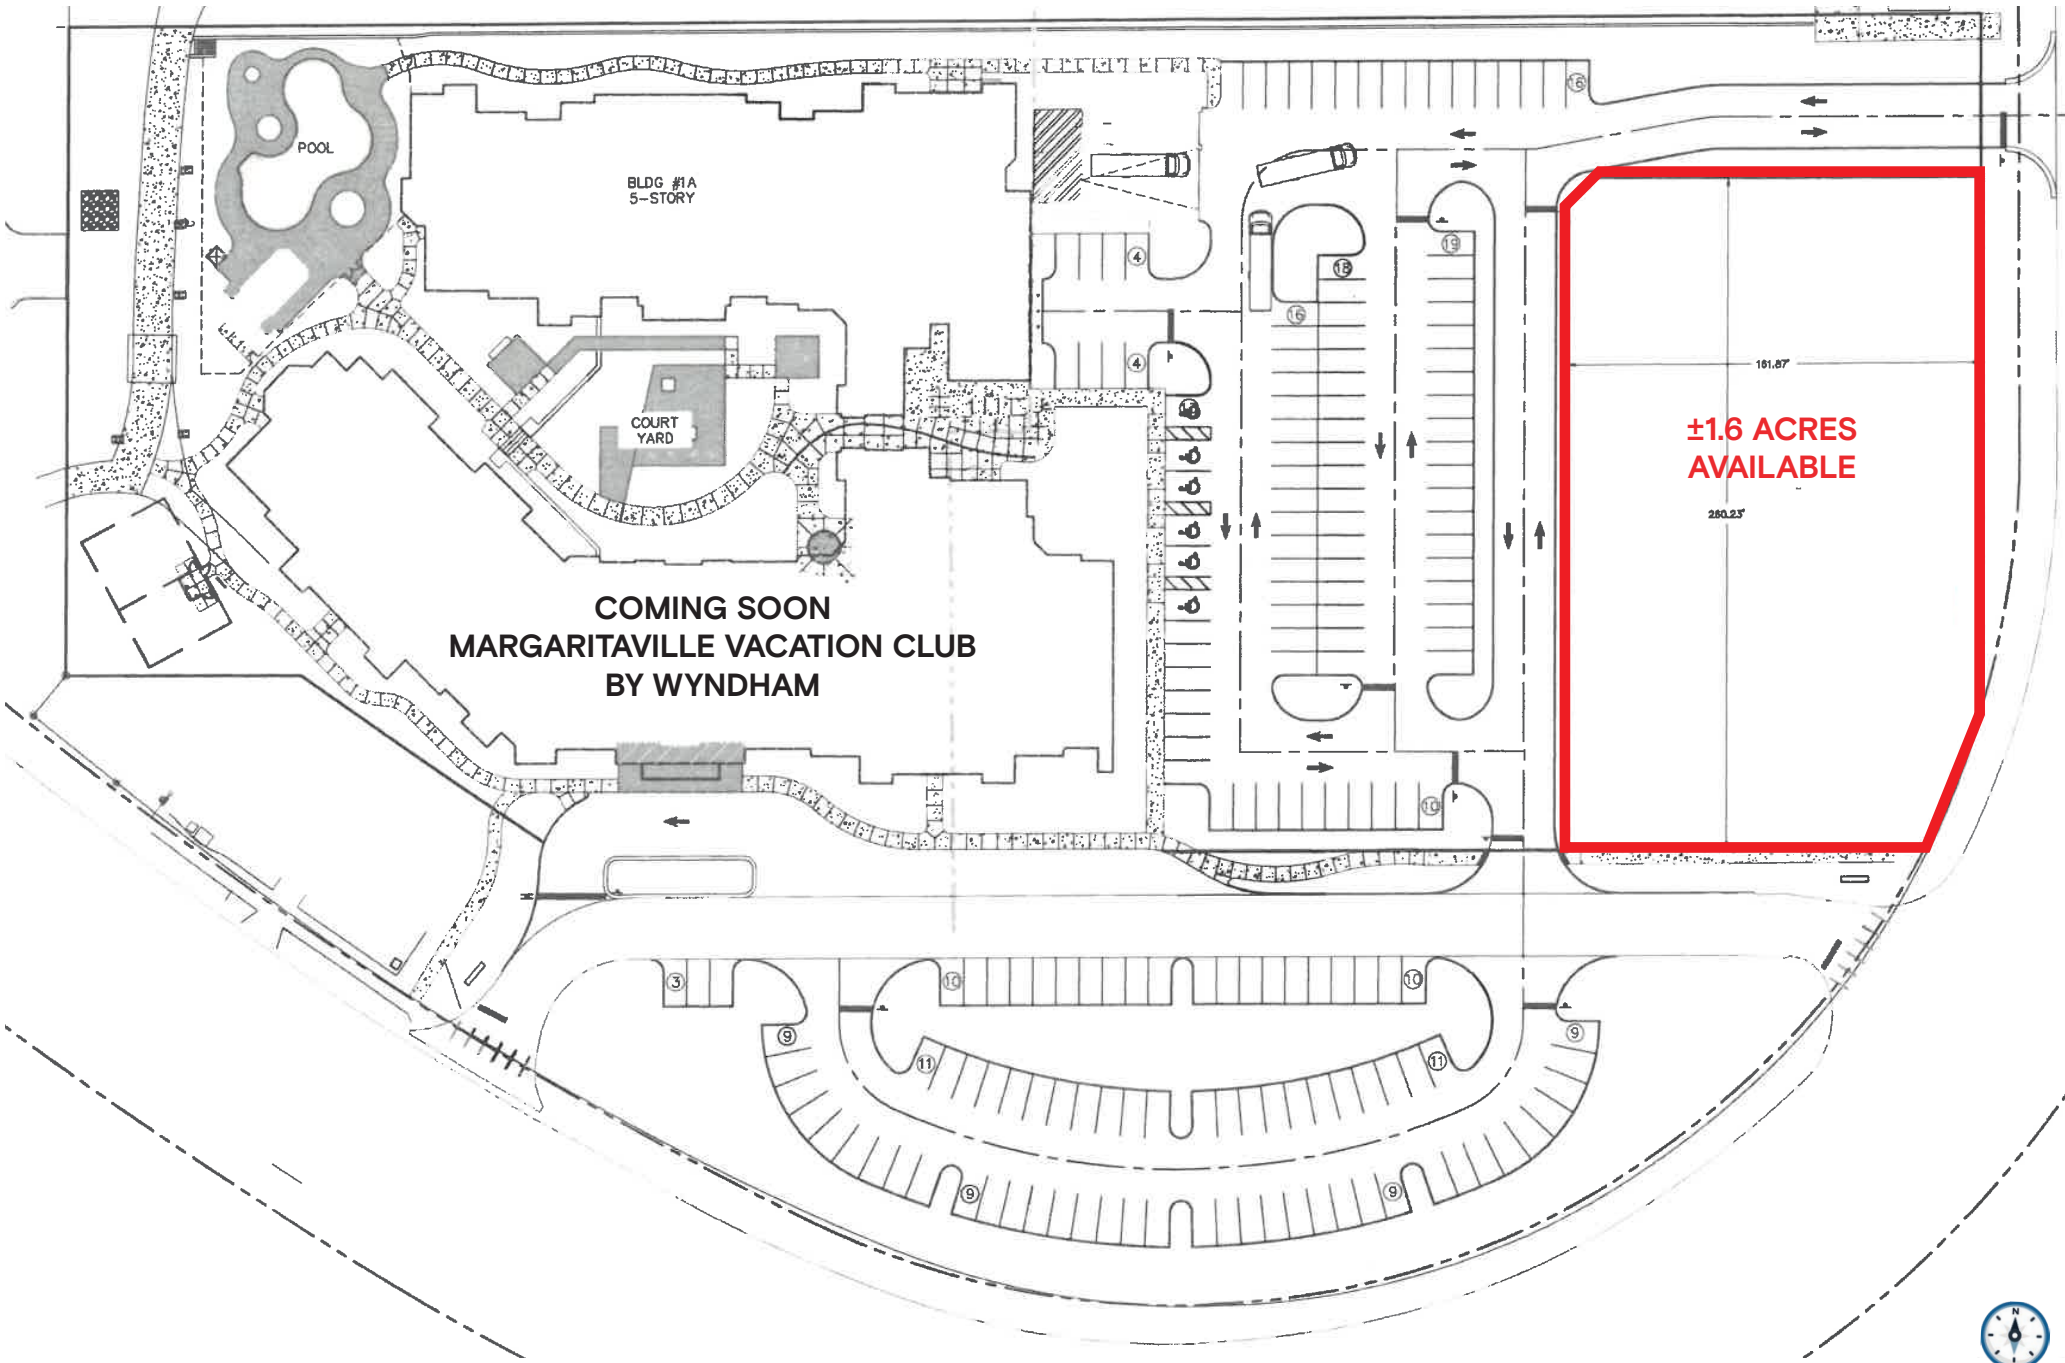 16
POOL
BLDG #1A
5-STORY
4
19
18
16
4
161.87'
COURT
YARD
±1.6 ACRES
AVAILABLE
260.23'
COMING SOON
MARGARITAVILLE VACATION CLUB
BY WYNDHAM
10
3
10
10
9
9
11
11
9
9
N